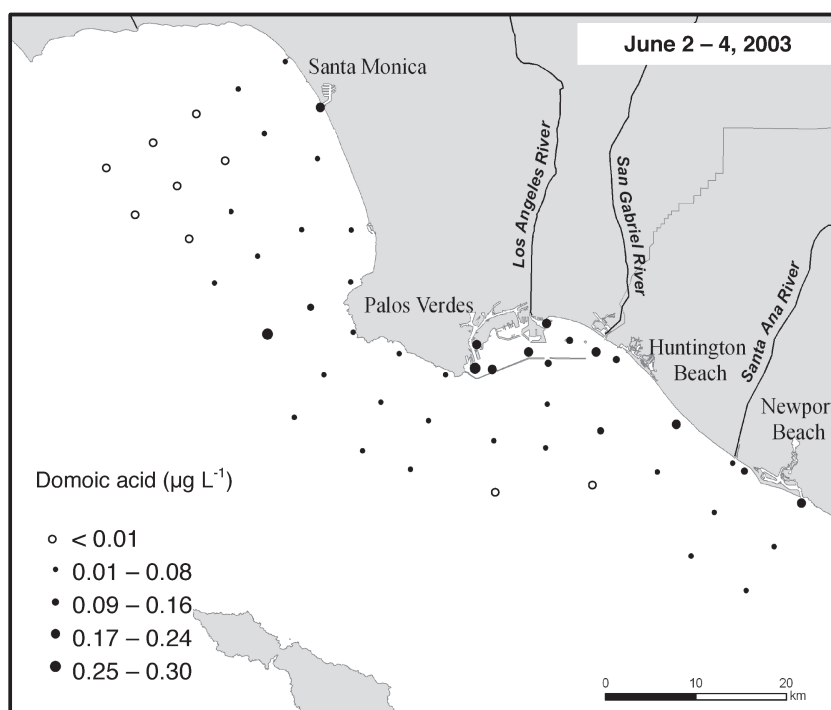 June 2 – 4, 2003
Santa Monica
Los Angeles River
San Gabriel River
Santa Ana River
Palos Verdes
Huntington
Beach
Newpor
Beach
Domoic acid (µg L⁻¹)
< 0.01
0.01 – 0.08
0.09 – 0.16
0.17 – 0.24
0.25 – 0.30
0 10 20
km